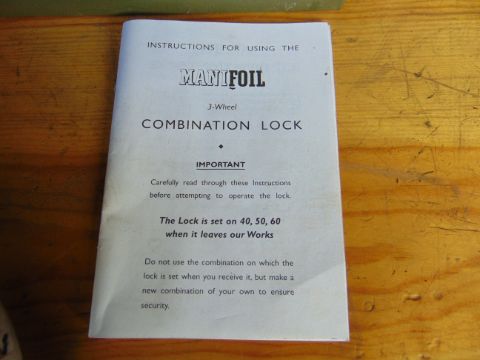 INSTRUCTIONS FOR USING THE
MANIFOIL
3-Wheel
COMBINATION LOCK
IMPORTANT
Carefully read through these Instructions
before attempting to operate the lock.
The Lock is set on 40, 50, 60
when it leaves our Works
Do not use the combination on which the
lock is set when you receive it, but make a
new combination of your own to ensure
security.